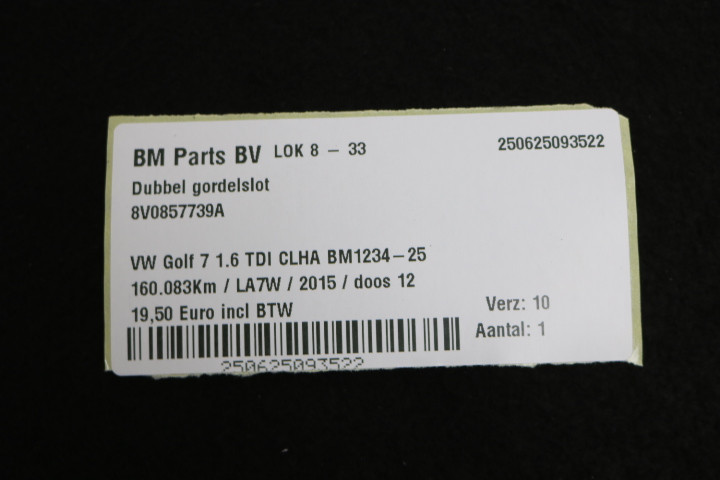 BM Parts BV LOK 8 - 33 250625093522
Dubbel gordelslot
8V0857739A
VW Golf 7 1.6 TDI CLHA BM1234-25
160.083Km / LA7W / 2015 / doos 12
19,50 Euro incl BTW
Verz: 10
Aantal: 1
250625093522